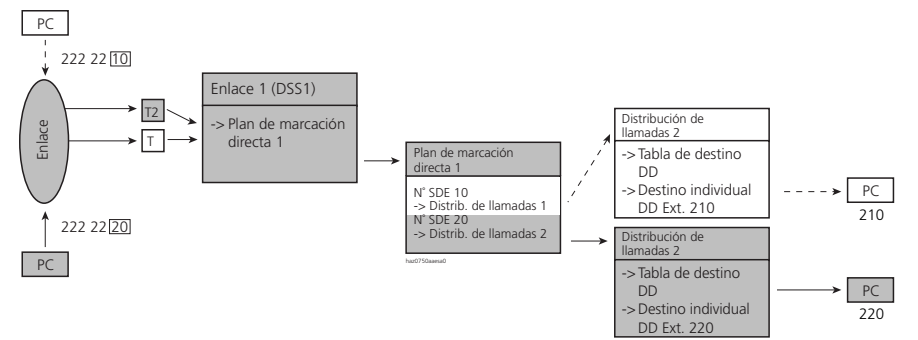 PC
222 22 10
Enlace
T2
T
222 22 20
PC
Enlace 1 (DSS1)
-> Plan de marcación
directa 1
Plan de marcación
directa 1
N° SDE 10
-> Distrib. de llamadas 1
N° SDE 20
-> Distrib. de llamadas 2
haz0750aaesa0
Distribución de
llamadas 2
-> Tabla de destino
DD
-> Destino individual
DD Ext. 210
PC
210
Distribución de
llamadas 2
-> Tabla de destino
DD
-> Destino individual
DD Ext. 220
PC
220